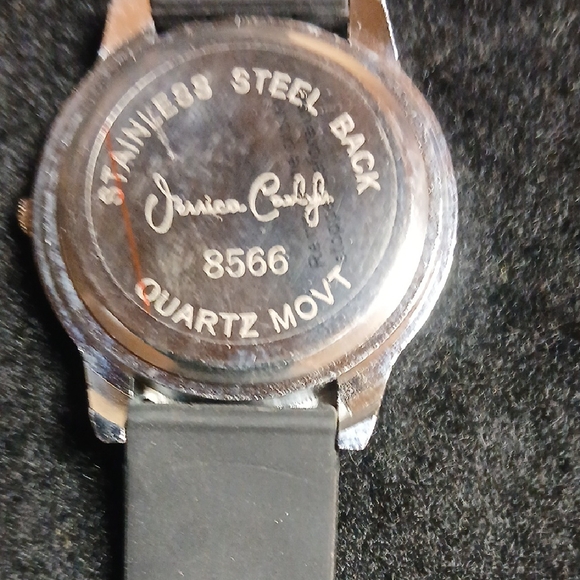 STAINLESS STEEL BACK
Jessica Carlyle
8566
QUARTZ MOVT